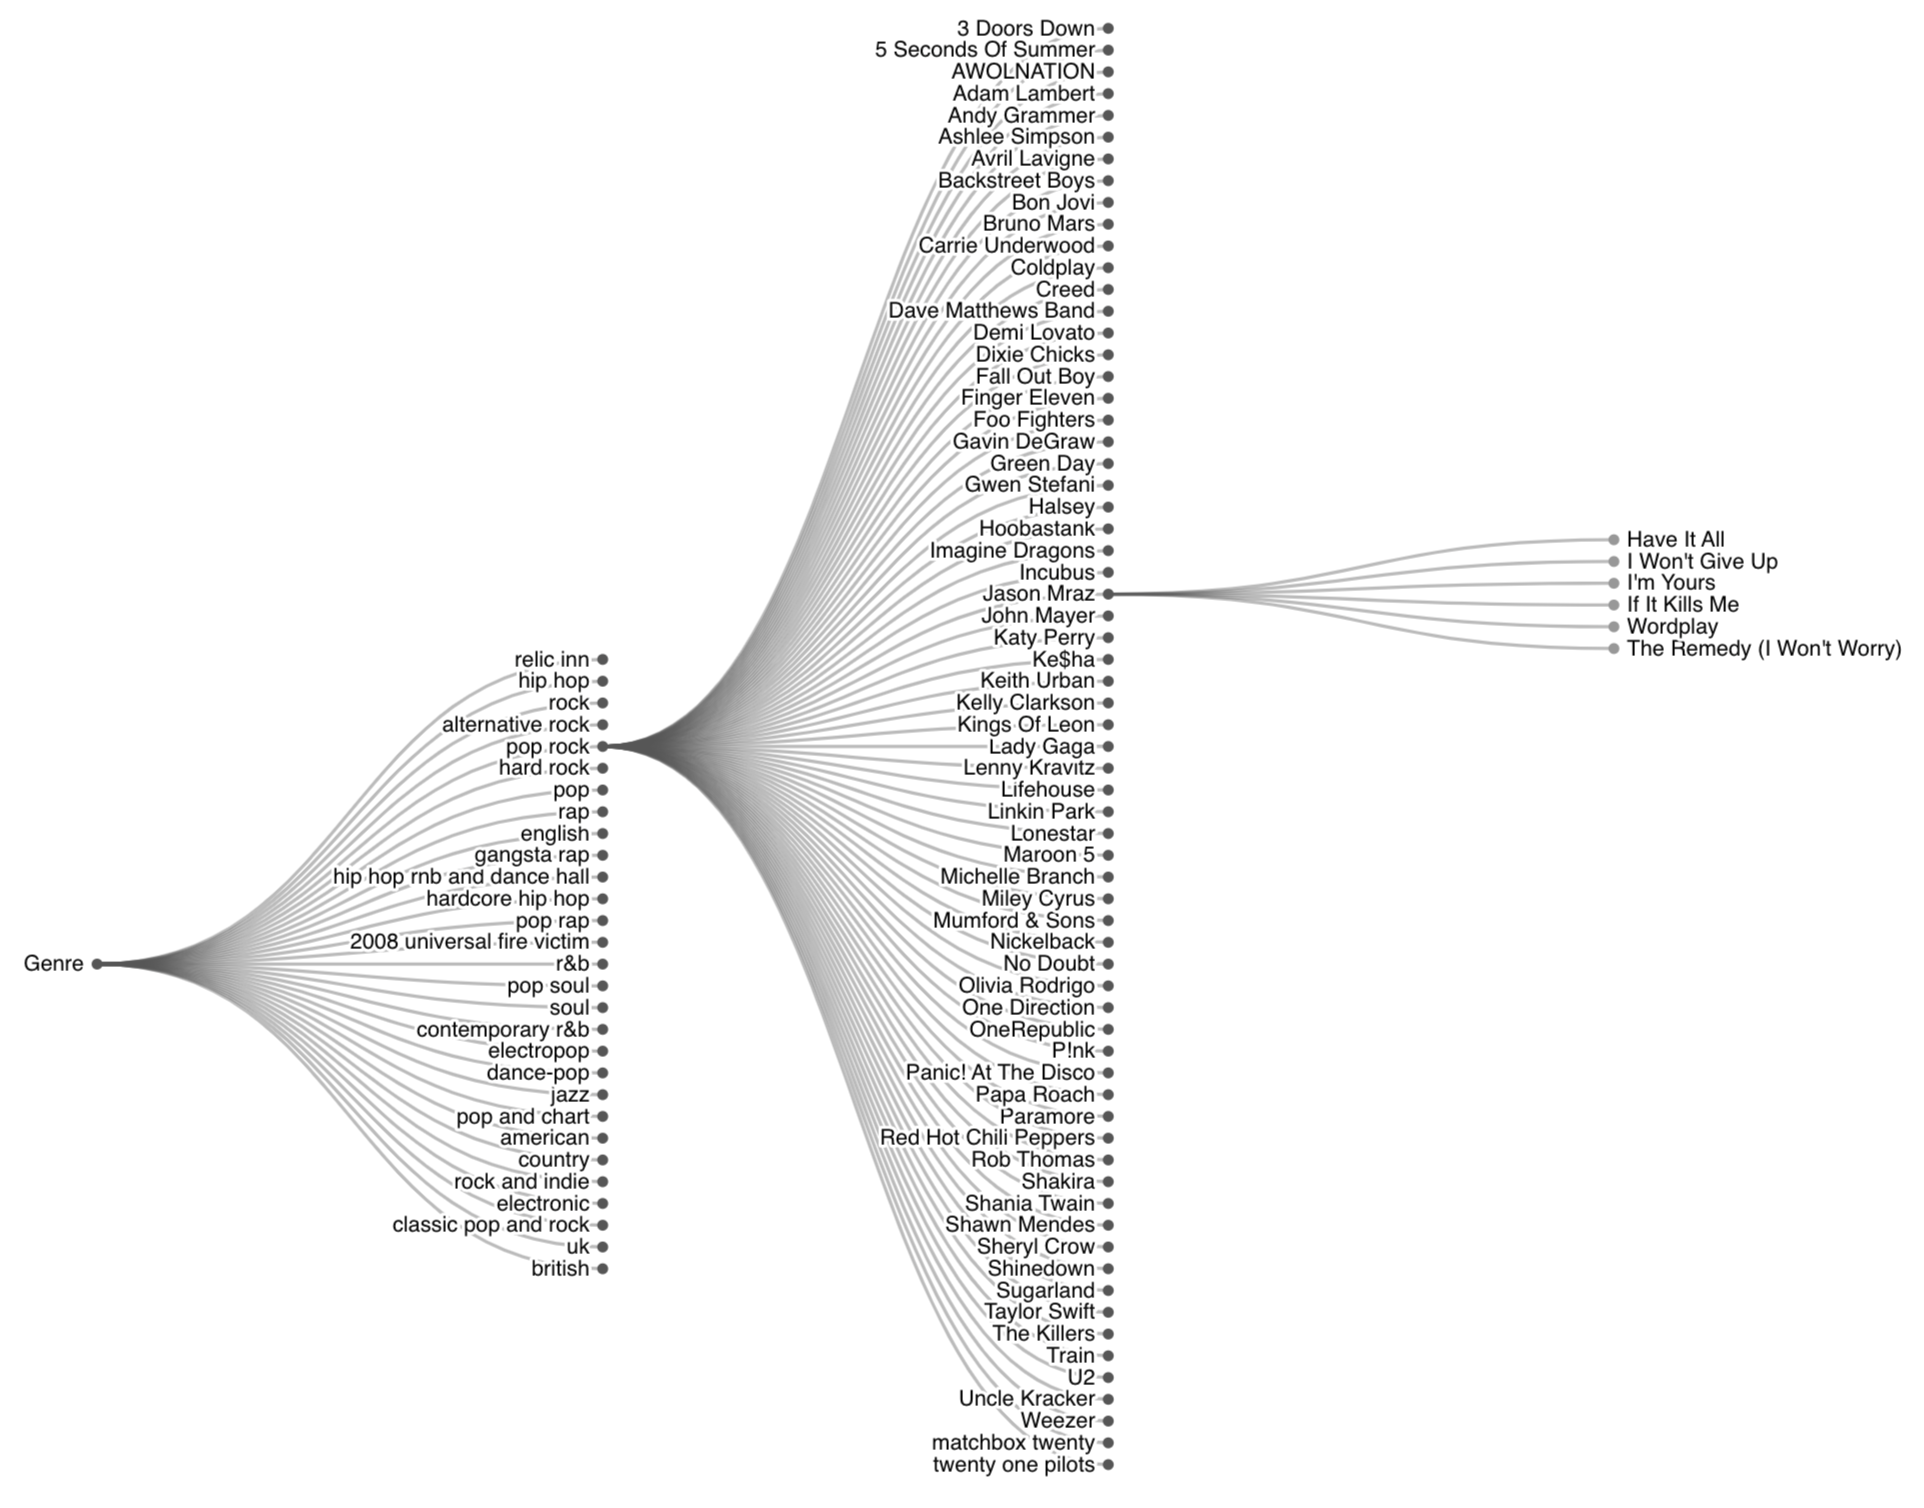 Genre
relic inn
hip hop
rock
alternative rock
pop rock
hard rock
pop
rap
english
gangsta rap
hip hop rnb and dance hall
hardcore hip hop
pop rap
2008 universal fire victim
r&b
pop soul
soul
contemporary r&b
electropop
dance-pop
jazz
pop and chart
american
country
rock and indie
electronic
classic pop and rock
uk
british
3 Doors Down
5 Seconds Of Summer
AWOLNATION
Adam Lambert
Andy Grammer
Ashlee Simpson
Avril Lavigne
Backstreet Boys
Bon Jovi
Bruno Mars
Carrie Underwood
Coldplay
Creed
Dave Matthews Band
Demi Lovato
Dixie Chicks
Fall Out Boy
Finger Eleven
Foo Fighters
Gavin DeGraw
Green Day
Gwen Stefani
Halsey
Hoobastank
Imagine Dragons
Incubus
Jason Mraz
John Mayer
Katy Perry
Ke$ha
Keith Urban
Kelly Clarkson
Kings Of Leon
Lady Gaga
Lenny Kravitz
Lifehouse
Linkin Park
Lonestar
Maroon 5
Michelle Branch
Miley Cyrus
Mumford & Sons
Nickelback
No Doubt
Olivia Rodrigo
One Direction
OneRepublic
P!nk
Panic! At The Disco
Papa Roach
Paramore
Red Hot Chili Peppers
Rob Thomas
Shakira
Shania Twain
Shawn Mendes
Sheryl Crow
Shinedown
Sugarland
Taylor Swift
The Killers
Train
U2
Uncle Kracker
Weezer
matchbox twenty
twenty one pilots
Have It All
I Won't Give Up
I'm Yours
If It Kills Me
Wordplay
The Remedy (I Won't Worry)